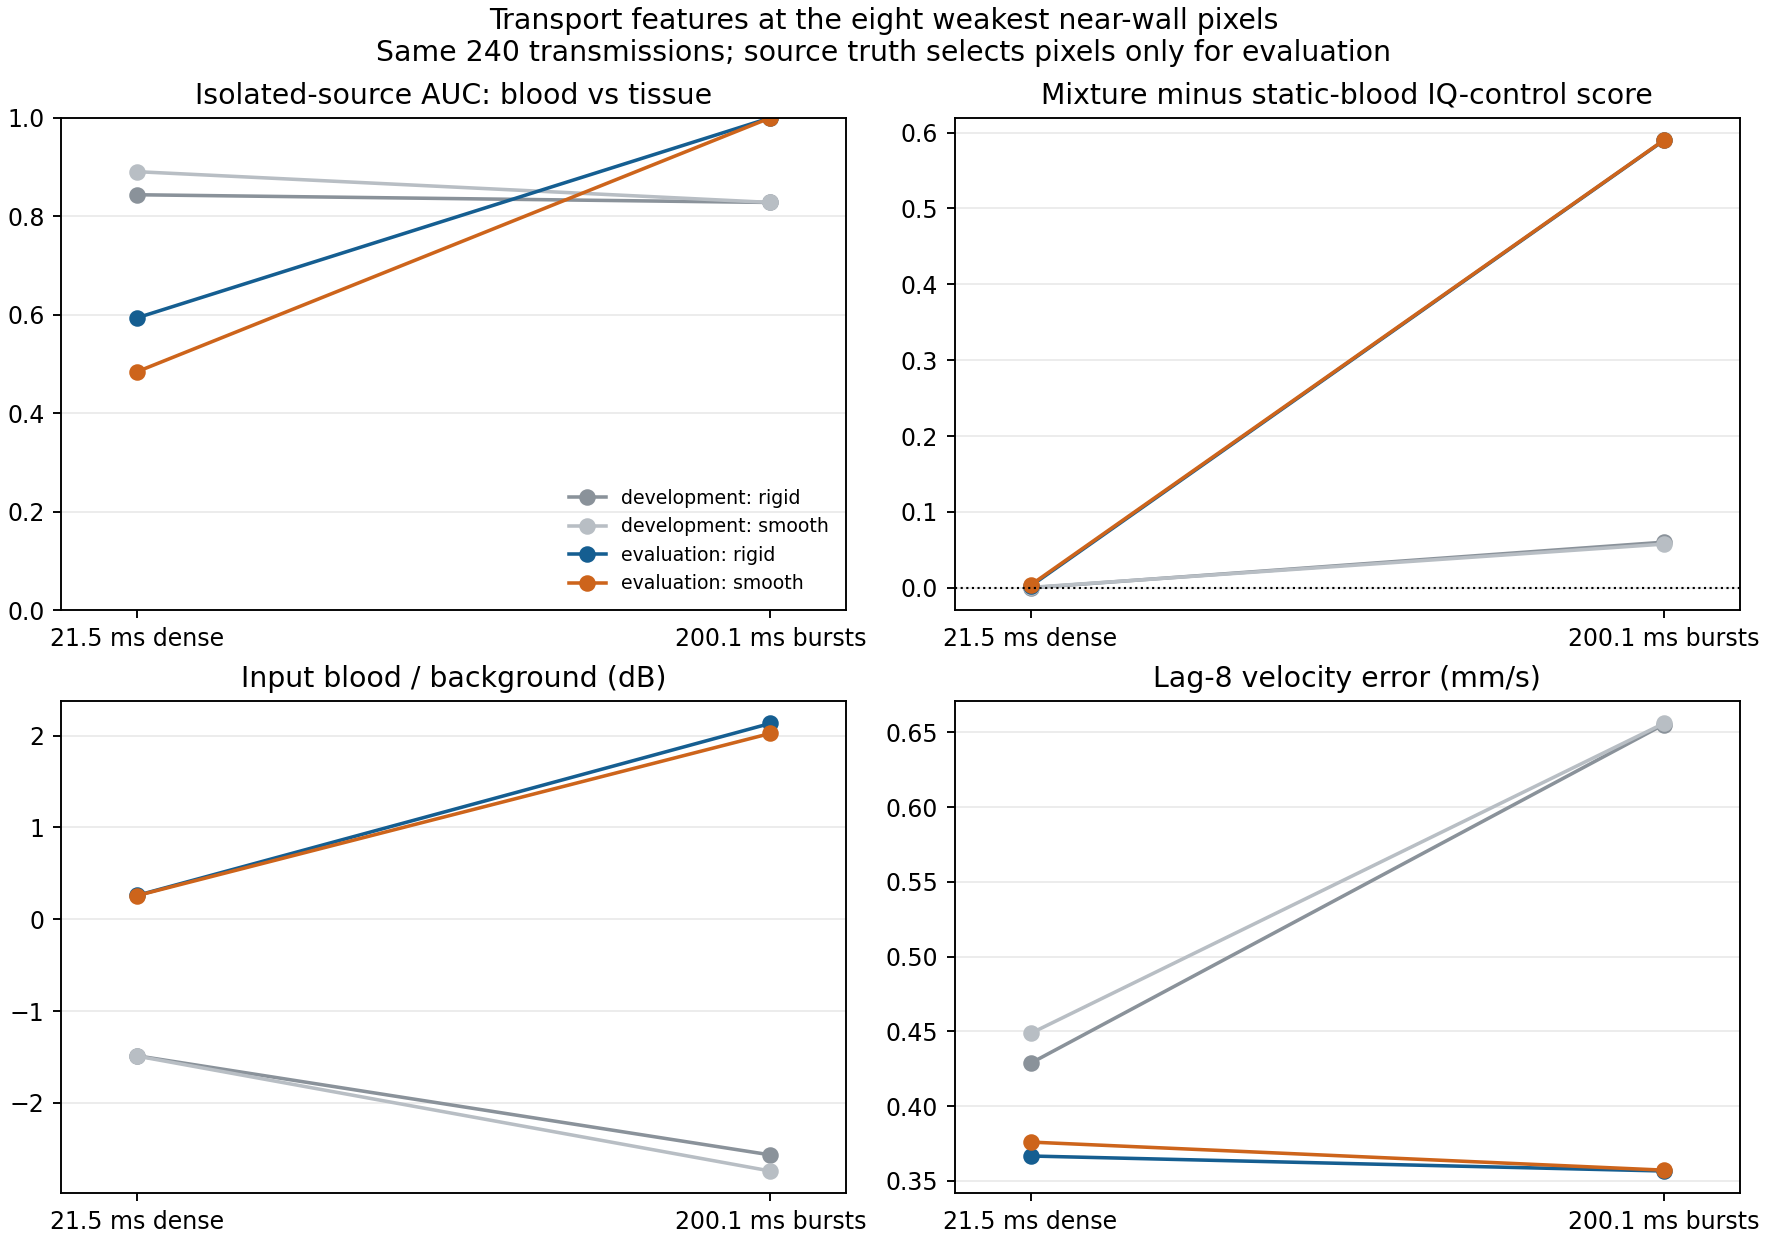 Transport features at the eight weakest near-wall pixels
Same 240 transmissions; source truth selects pixels only for evaluation
Isolated-source AUC: blood vs tissue
1.0
0.8
0.6
0.4
0.2
0.0
development: rigid
development: smooth
evaluation: rigid
evaluation: smooth
21.5 ms dense
200.1 ms bursts
Mixture minus static-blood IQ-control score
0.6
0.5
0.4
0.3
0.2
0.1
0.0
21.5 ms dense
200.1 ms bursts
Input blood / background (dB)
2
1
0
−1
−2
21.5 ms dense
200.1 ms bursts
Lag-8 velocity error (mm/s)
0.65
0.60
0.55
0.50
0.45
0.40
0.35
21.5 ms dense
200.1 ms bursts